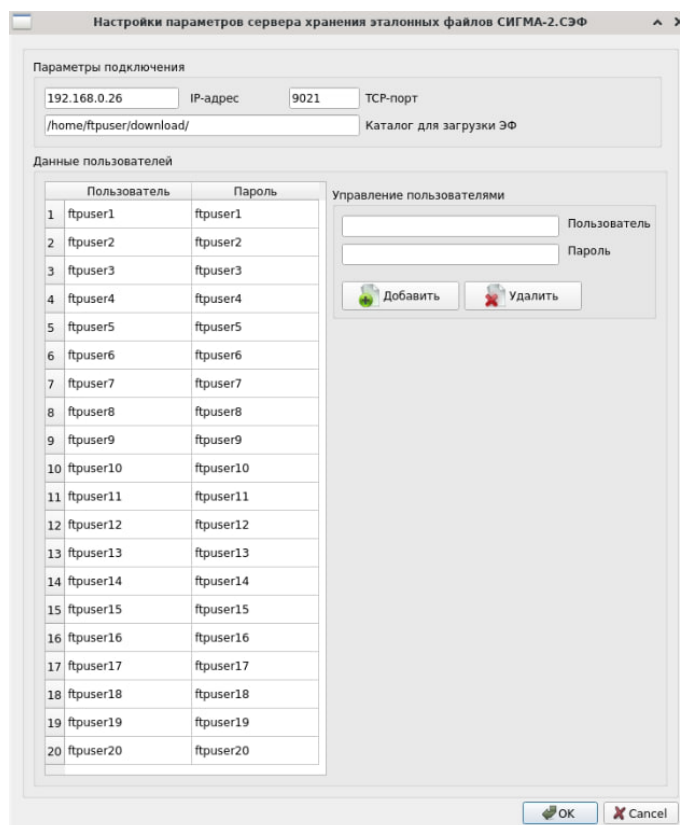 Настройки параметров сервера хранения эталонных файлов СИГМА-2.СЭФ
Параметры подключения
192.168.0.26 IP-адрес 9021 TCP-порт
/home/ftpuser/download/ Каталог для загрузки ЭФ
Данные пользователей
Пользователь Пароль
1 ftpuser1 ftpuser1
2 ftpuser2 ftpuser2
3 ftpuser3 ftpuser3
4 ftpuser4 ftpuser4
5 ftpuser5 ftpuser5
6 ftpuser6 ftpuser6
7 ftpuser7 ftpuser7
8 ftpuser8 ftpuser8
9 ftpuser9 ftpuser9
10 ftpuser10 ftpuser10
11 ftpuser11 ftpuser11
12 ftpuser12 ftpuser12
13 ftpuser13 ftpuser13
14 ftpuser14 ftpuser14
15 ftpuser15 ftpuser15
16 ftpuser16 ftpuser16
17 ftpuser17 ftpuser17
18 ftpuser18 ftpuser18
19 ftpuser19 ftpuser19
20 ftpuser20 ftpuser20
Управление пользователями
Пользователь
Пароль
Добавить Удалить
OK Cancel